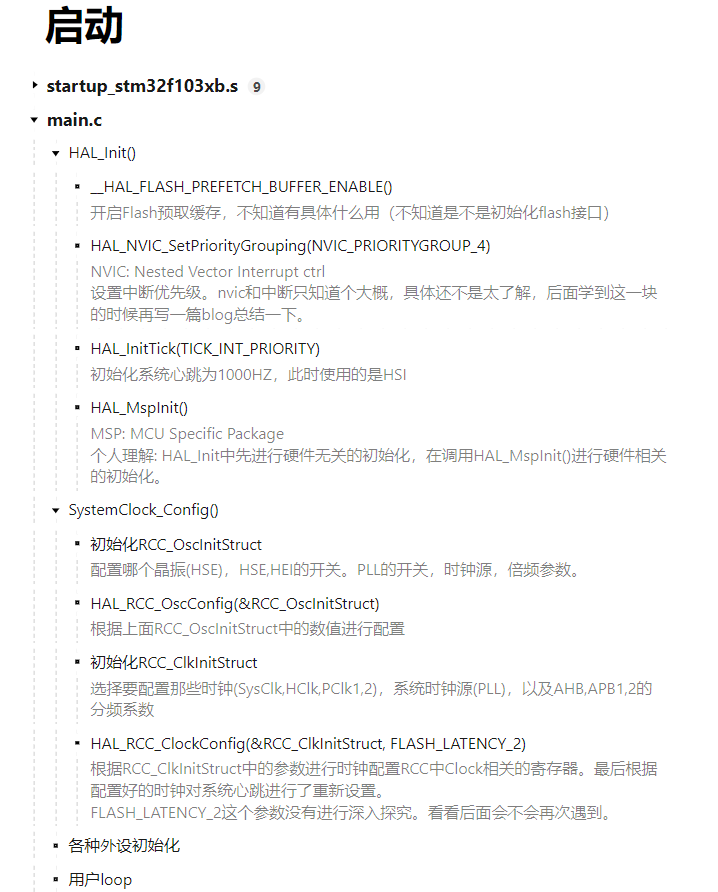 启动
startup_stm32f103xb.s 9
main.c
HAL_Init()
__HAL_FLASH_PREFETCH_BUFFER_ENABLE()
开启Flash预取缓存，不知道有具体什么用（不知道是不是初始化flash接口）
HAL_NVIC_SetPriorityGrouping(NVIC_PRIORITYGROUP_4)
NVIC: Nested Vector Interrupt ctrl
设置中断优先级。nvic和中断只知道个大概，具体还不是太了解，后面学到这一块
的时候再写一篇blog总结一下。
HAL_InitTick(TICK_INT_PRIORITY)
初始化系统心跳为1000HZ，此时使用的是HSI
HAL_MspInit()
MSP: MCU Specific Package
个人理解: HAL_Init中先进行硬件无关的初始化，在调用HAL_MspInit()进行硬件相关
的初始化。
SystemClock_Config()
初始化RCC_OscInitStruct
配置哪个晶振(HSE)，HSE,HEI的开关。PLL的开关，时钟源，倍频参数。
HAL_RCC_OscConfig(&RCC_OscInitStruct)
根据上面RCC_OscInitStruct中的数值进行配置
初始化RCC_ClkInitStruct
选择要配置那些时钟(SysClk,HClk,PClk1,2)，系统时钟源(PLL)，以及AHB,APB1,2的
分频系数
HAL_RCC_ClockConfig(&RCC_ClkInitStruct, FLASH_LATENCY_2)
根据RCC_ClkInitStruct中的参数进行时钟配置RCC中Clock相关的寄存器。最后根据
配置好的时钟对系统心跳进行了重新设置。
FLASH_LATENCY_2这个参数没有进行深入探究。看看后面会不会再次遇到。
各种外设初始化
用户loop